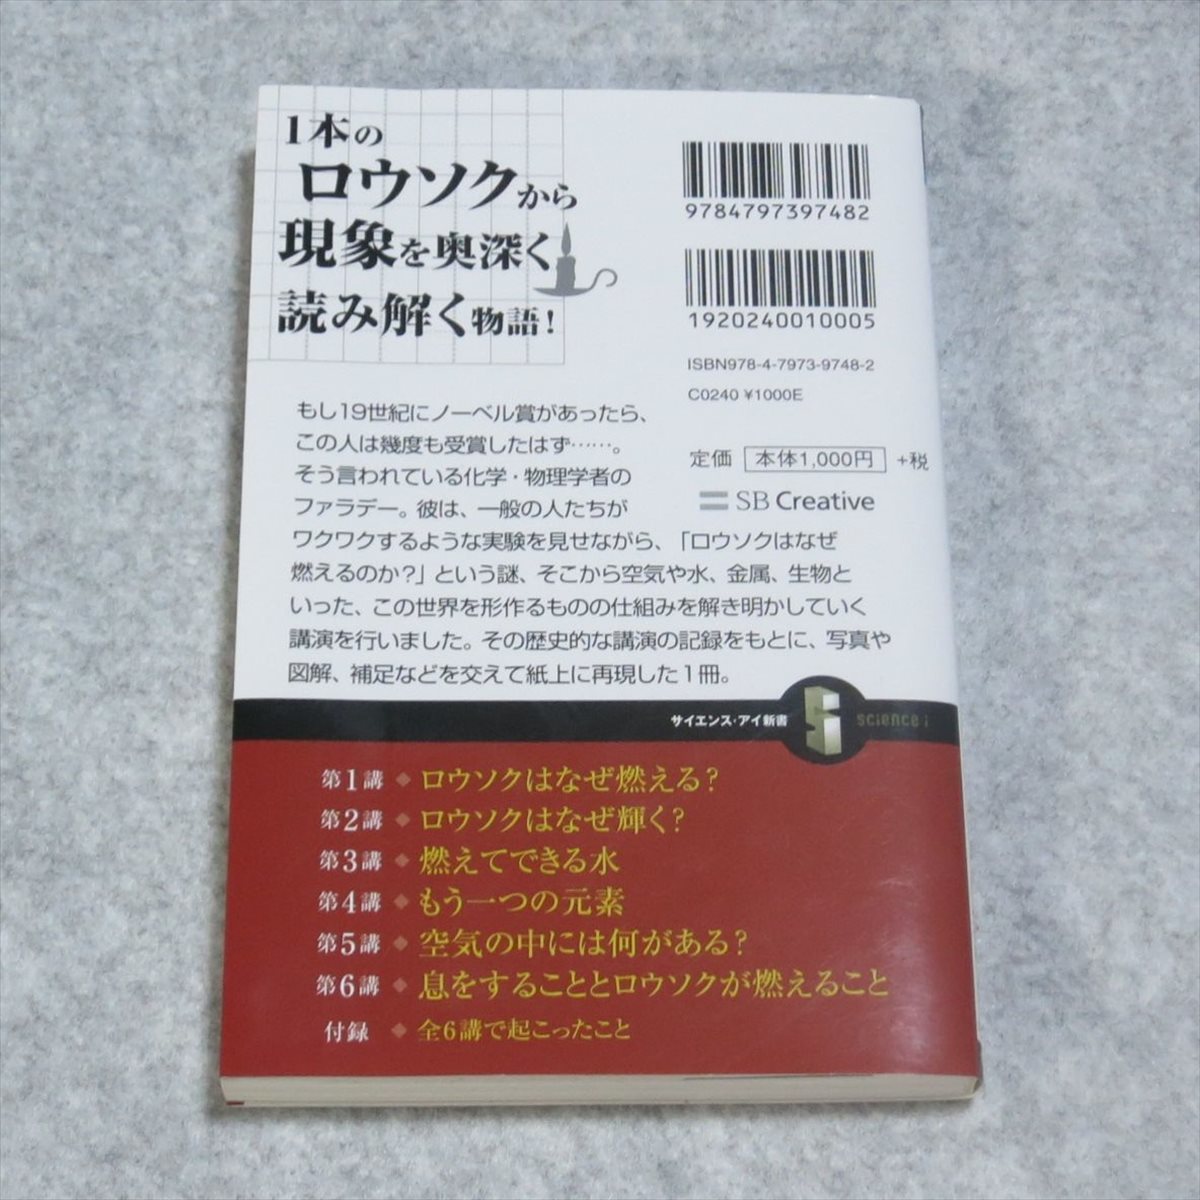 1本の
ロウソクから
現象を奥深く
読み解く物語!
9784797397482
1920240010005
ISBN978-4-7973-9748-2
C0240 ¥1000E
定価 本体1,000円 +税
SB Creative
もし19世紀にノーベル賞があったら、
この人は幾度も受賞したはず……。
そう言われている化学・物理学者の
ファラデー。彼は、一般の人たちが
ワクワクするような実験を見せながら、「ロウソクはなぜ
燃えるのか?」という謎、そこから空気や水、金属、生物と
いった、この世界を形作るものの仕組みを解き明かしていく
講演を行いました。その歴史的な講演の記録をもとに、写真や
図解、補足などを交えて紙上に再現した1冊。
サイエンス・アイ新書 science i
第1講 ◆ ロウソクはなぜ燃える?
第2講 ◆ ロウソクはなぜ輝く?
第3講 ◆ 燃えてできる水
第4講 ◆ もう一つの元素
第5講 ◆ 空気の中には何がある?
第6講 ◆ 息をすることとロウソクが燃えること
付録 ◆ 全6講で起こったこと